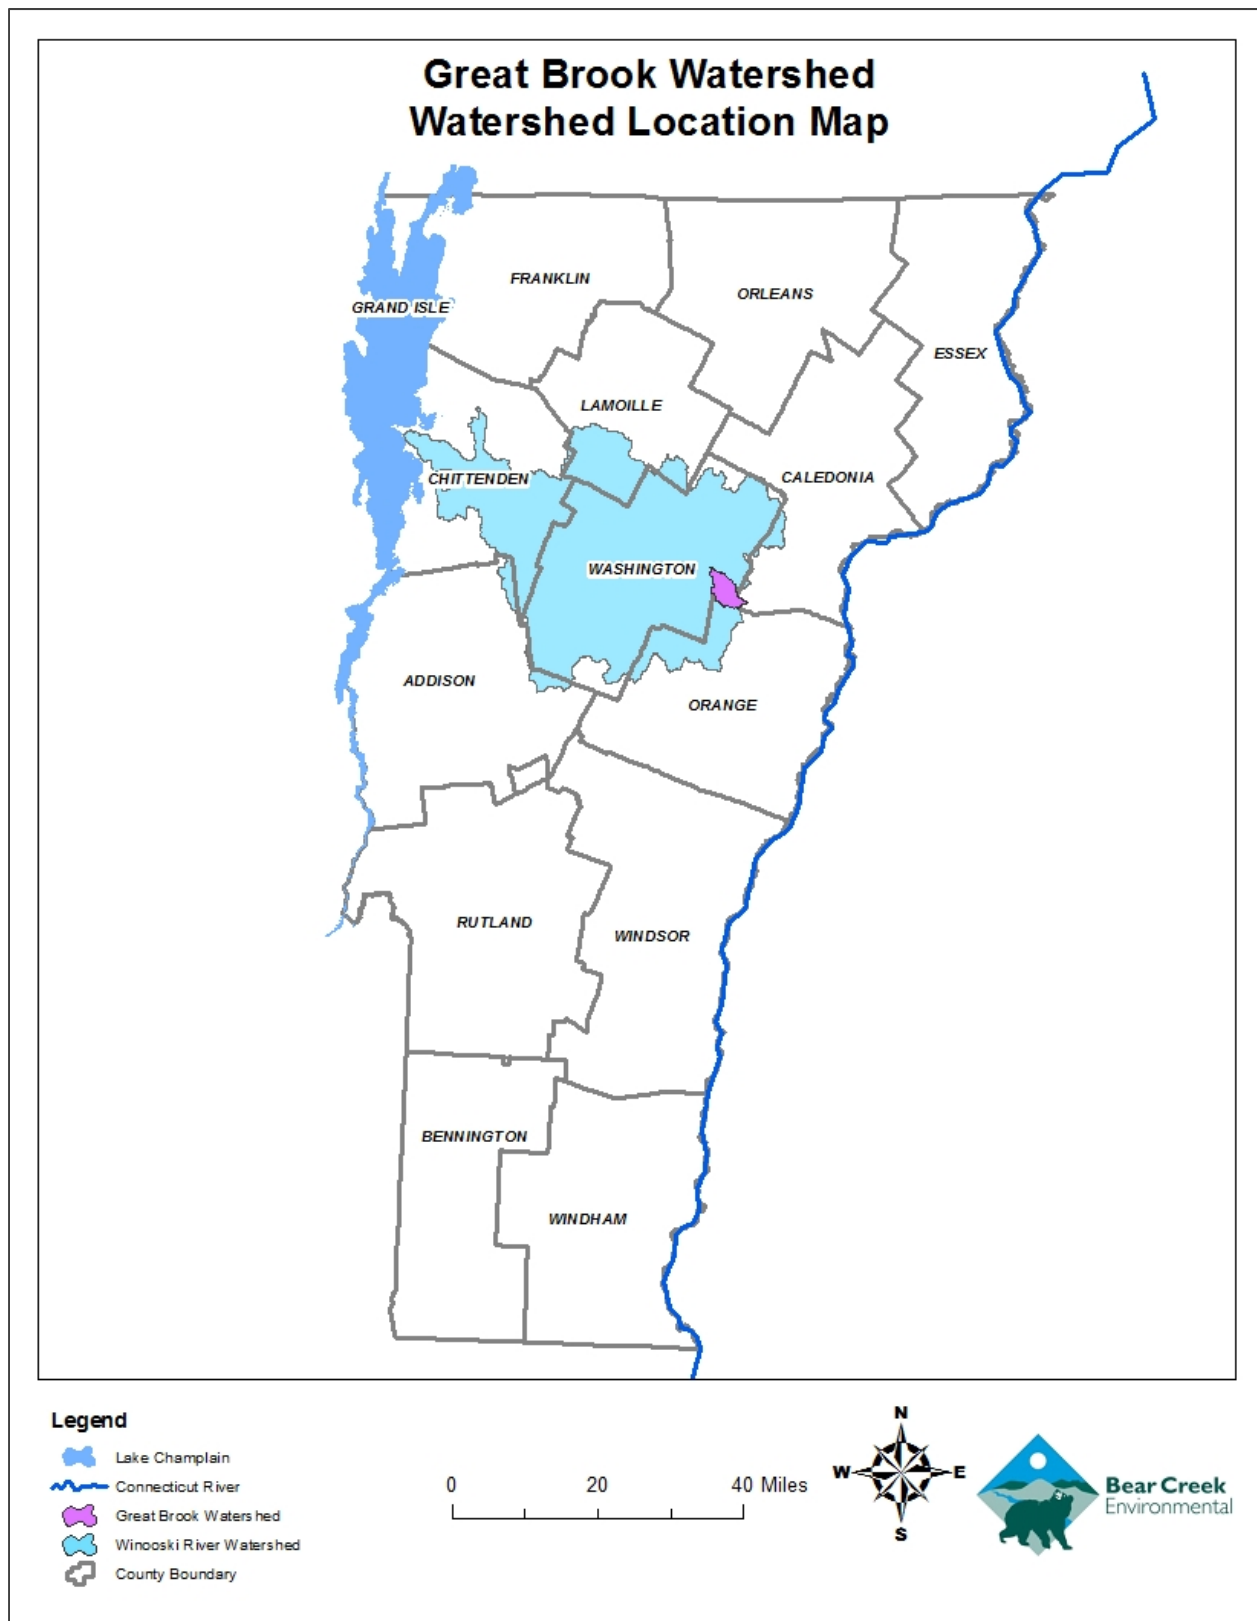 Great Brook Watershed
Watershed Location Map
FRANKLIN
ORLEANS
GRAND ISLE
ESSEX
LAMOILLE
CHITTENDEN
CALEDONIA
WASHINGTON
ADDISON
ORANGE
RUTLAND
WINDSOR
BENNINGTON
WINDHAM
Legend
Lake Champlain
Connecticut River
Great Brook Watershed
Winooski River Watershed
County Boundary
0 20 40 Miles
N
W E
S
Bear Creek
Environmental